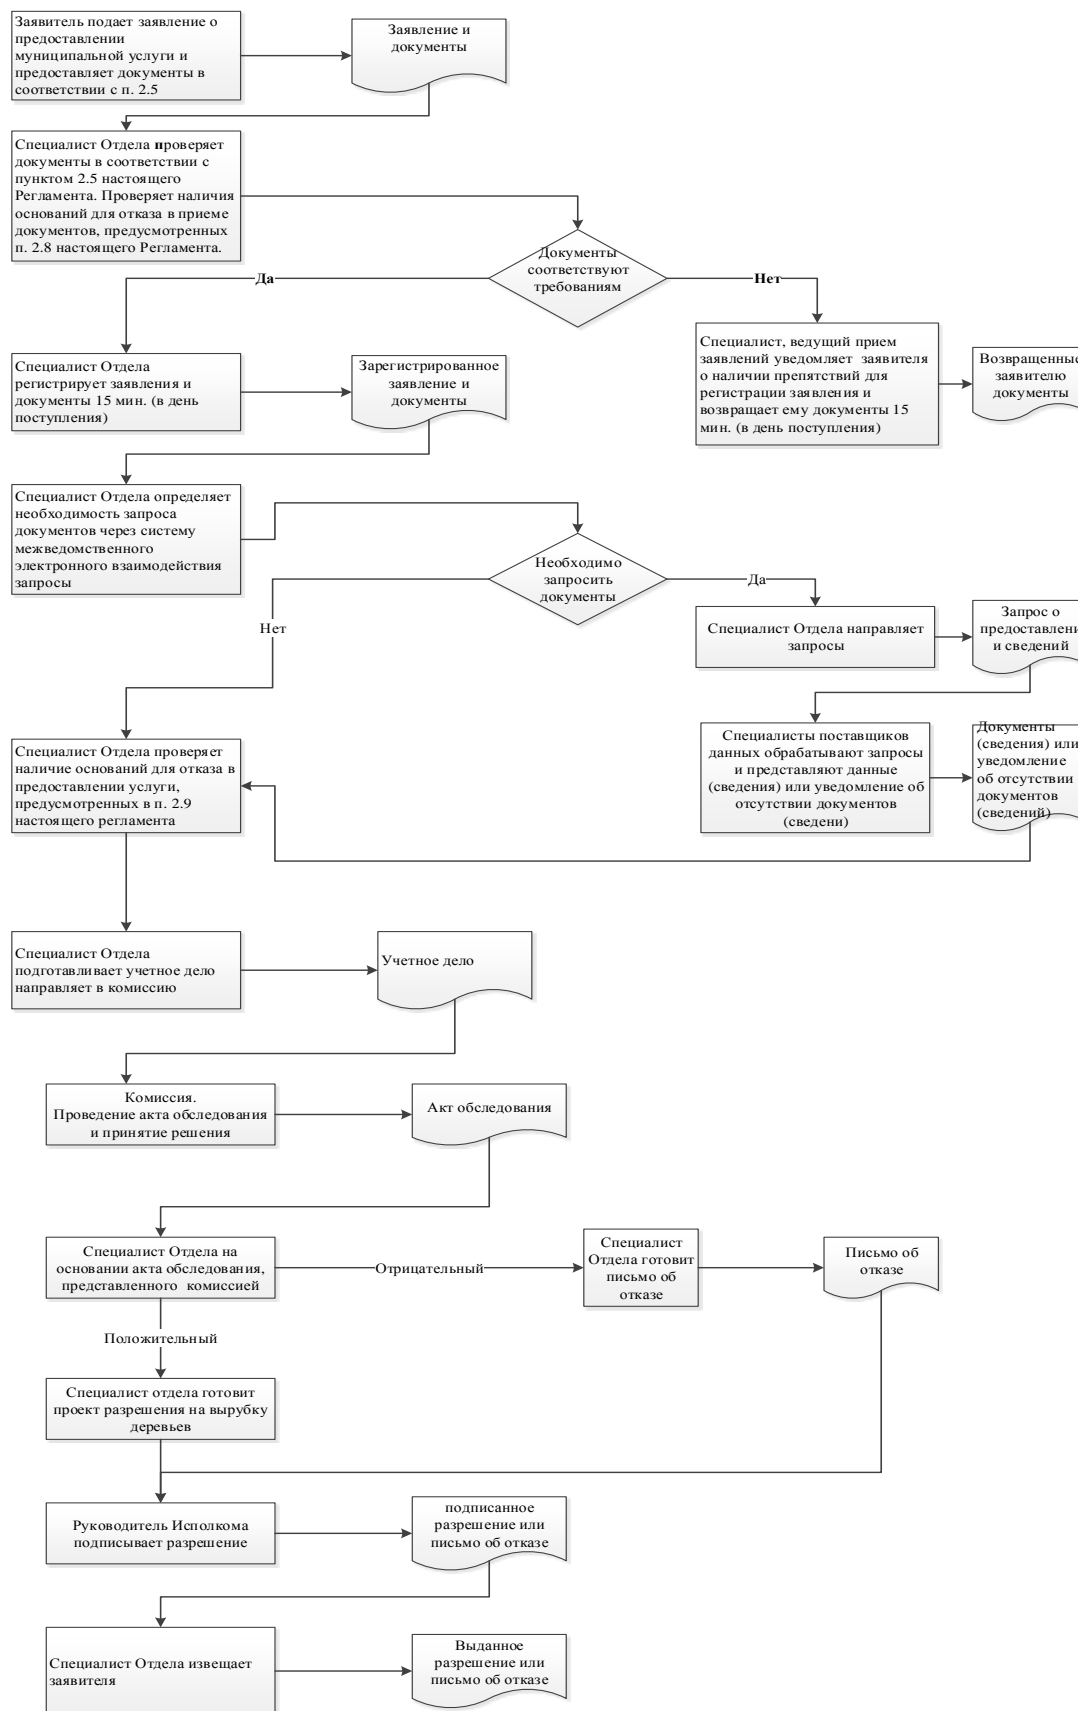 Заявитель подает заявление о
предоставлении
муниципальной услуги и
предоставляет документы в
соответствии с п. 2.5
Заявление и
документы
Специалист Отдела проверяет
документы в соответствии с
пунктом 2.5 настоящего
Регламента. Проверяет наличия
оснований для отказа в приеме
документов, предусмотренных
п. 2.8 настоящего Регламента.
Документы
соответствуют
требованиям
Да
Нет
Специалист Отдела
регистрирует заявления и
документы 15 мин. (в день
поступления)
Зарегистрированное
заявление и
документы
Специалист, ведущий прием
заявлений уведомляет заявителя
о наличии препятствий для
регистрации заявления и
возвращает ему документы 15
мин. (в день поступления)
Возвращенные
заявителю
документы
Специалист Отдела определяет
необходимость запроса
документов через систему
межведомственного
электронного взаимодействия
запросы
Необходимо
запросить
документы
Да
Нет
Специалист Отдела направляет
запросы
Запрос о
предоставлени
и сведений
Специалисты поставщиков
данных обрабатывают запросы
и представляют данные
(сведения) или уведомление об
отсутствии документов
(сведени)
Документы
(сведения) или
уведомление
об отсутствии
документов
(сведений)
Специалист Отдела проверяет
наличие оснований для отказа в
предоставлении услуги,
предусмотренных в п. 2.9
настоящего регламента
Специалист Отдела
подготавливает учетное дело
направляет в комиссию
Учетное дело
Комиссия.
Проведение акта обследования
и принятие решения
Акт обследования
Специалист Отдела на
основании акта обследования,
представленного комиссией
Отрицательный
Специалист
Отдела готовит
письмо об
отказе
Письмо об
отказе
Положительный
Специалист отдела готовит
проект разрешения на вырубку
деревьев
Руководитель Исполкома
подписывает разрешение
подписанное
разрешение или
письмо об отказе
Специалист Отдела извещает
заявителя
Выданное
разрешение или
письмо об отказе